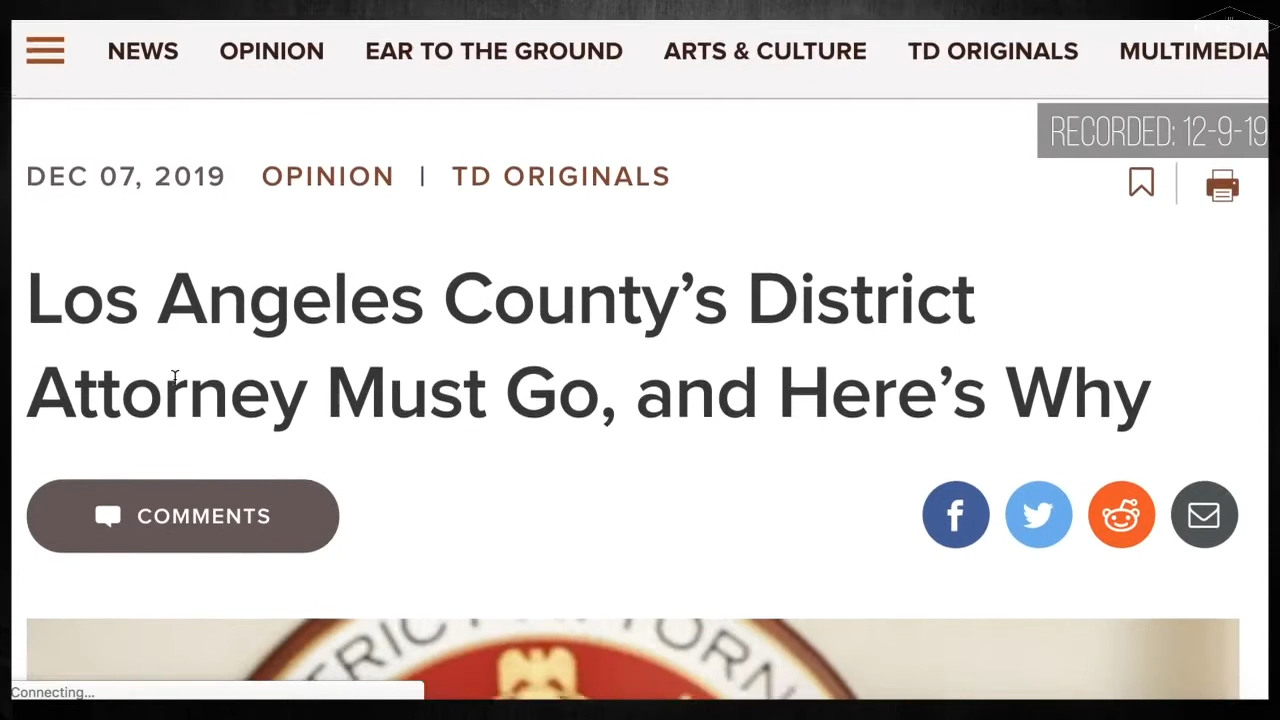 NEWS OPINION EAR TO THE GROUND ARTS & CULTURE TD ORIGINALS MULTIMEDIA
RECORDED: 12-9-19
DEC 07, 2019 OPINION | TD ORIGINALS
Los Angeles County’s District
Attorney Must Go, and Here’s Why
COMMENTS
Connecting...